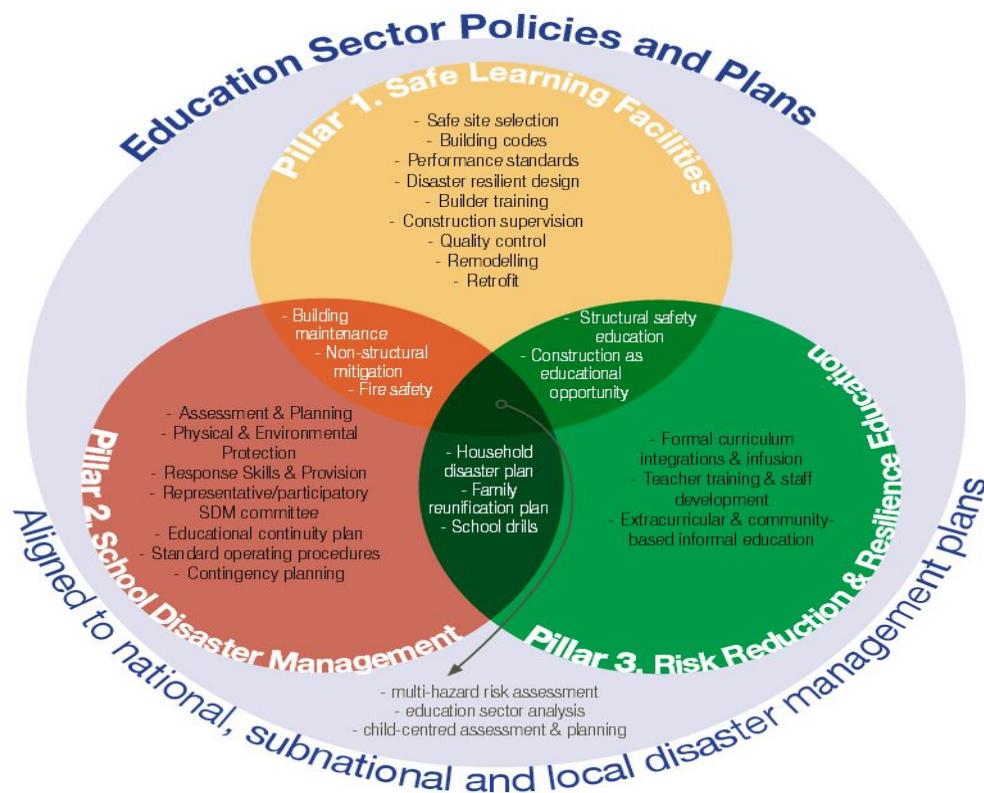 Education Sector Policies and Plans
Pillar 1. Safe Learning Facilities
- Safe site selection
- Building codes
- Performance standards
- Disaster resilient design
- Builder training
- Construction supervision
- Quality control
- Remodelling
- Retrofit
- Building
maintenance
- Non-structural
mitigation
- Fire safety
- Structural safety
education
- Construction as
educational
opportunity
Pillar 2. School Disaster Management
- Assessment & Planning
- Physical & Environmental
Protection
- Response Skills & Provision
- Representative/participatory
SDM committee
- Educational continuity plan
- Standard operating procedures
- Contingency planning
- Household
disaster plan
- Family
reunification plan
- School drills
Pillar 3. Risk Reduction & Resilience Education
- Formal curriculum
integrations & infusion
- Teacher training & staff
development
- Extracurricular & community-
based informal education
- multi-hazard risk assessment
- education sector analysis
- child-centred assessment & planning
Aligned to national, subnational and local disaster management plans